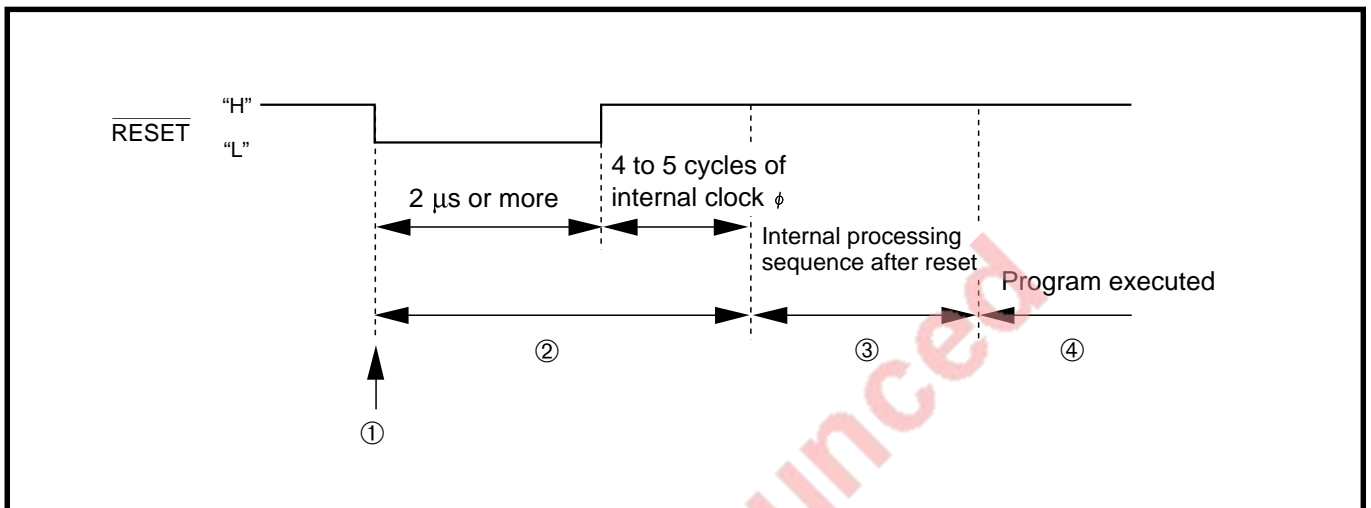 “H”
RESET
“L”
4 to 5 cycles of
internal clock φ
2 μs or more
Internal processing
sequence after reset
Program executed
②
③
④
①
unced